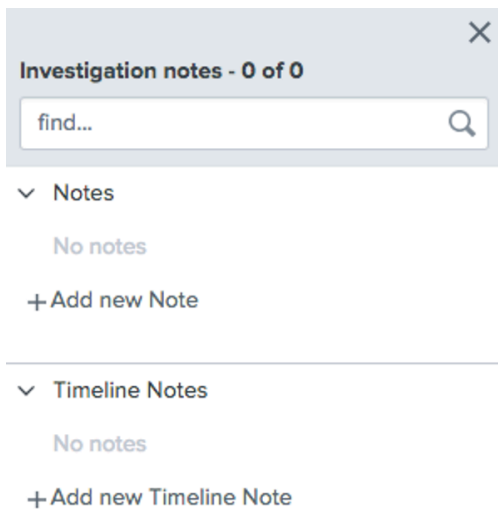 Investigation notes - 0 of 0
find...
Notes
No notes
+ Add new Note
Timeline Notes
No notes
+ Add new Timeline Note